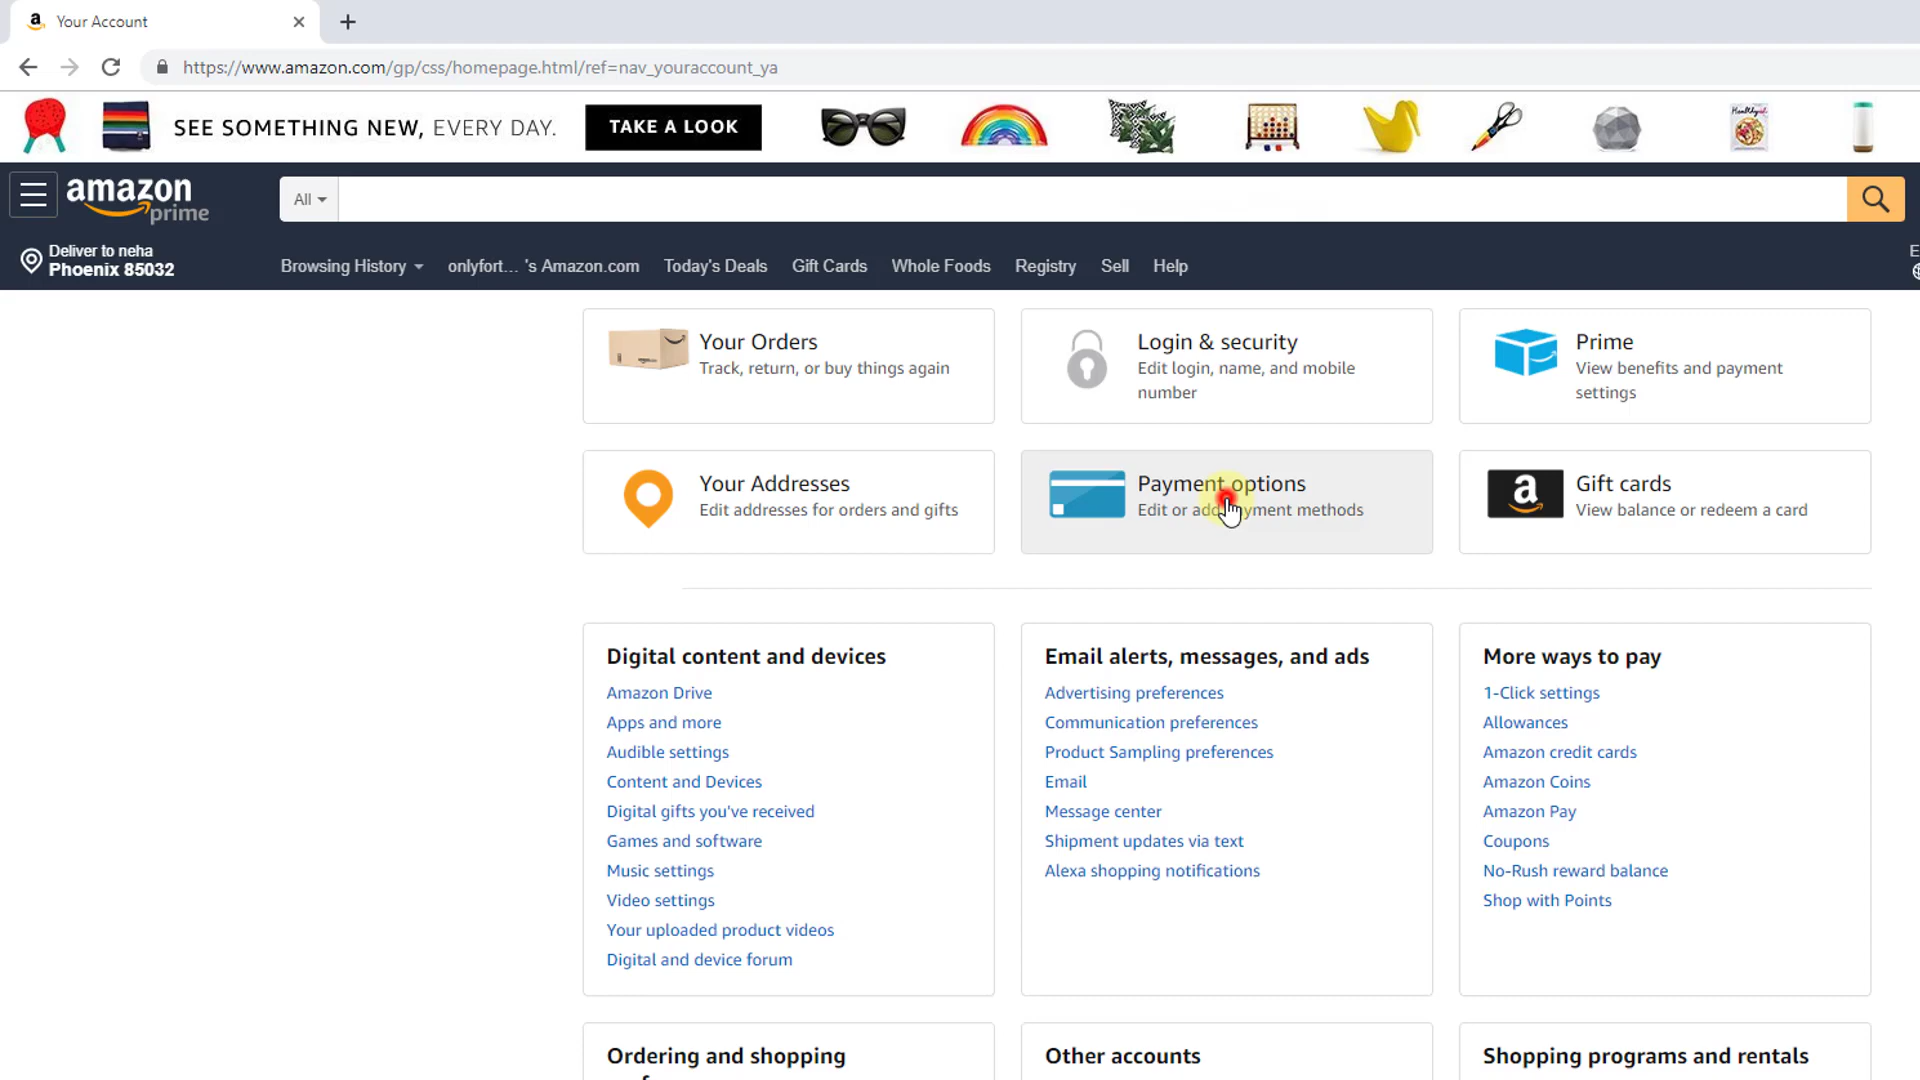 Your Account
https://www.amazon.com/gp/css/homepage.html/ref=nav_youraccount_ya
SEE SOMETHING NEW, EVERY DAY.
TAKE A LOOK
Healthyish
amazon
prime
All
Deliver to neha
Phoenix 85032
Browsing History
onlyfort... 's Amazon.com
Today's Deals
Gift Cards
Whole Foods
Registry
Sell
Help
Your Orders
Track, return, or buy things again
Login & security
Edit login, name, and mobile
number
Prime
View benefits and payment
settings
Your Addresses
Edit addresses for orders and gifts
Payment options
Edit or add payment methods
Gift cards
View balance or redeem a card
Digital content and devices
Amazon Drive
Apps and more
Audible settings
Content and Devices
Digital gifts you've received
Games and software
Music settings
Video settings
Your uploaded product videos
Digital and device forum
Email alerts, messages, and ads
Advertising preferences
Communication preferences
Product Sampling preferences
Email
Message center
Shipment updates via text
Alexa shopping notifications
More ways to pay
1-Click settings
Allowances
Amazon credit cards
Amazon Coins
Amazon Pay
Coupons
No-Rush reward balance
Shop with Points
Ordering and shopping
Other accounts
Shopping programs and rentals